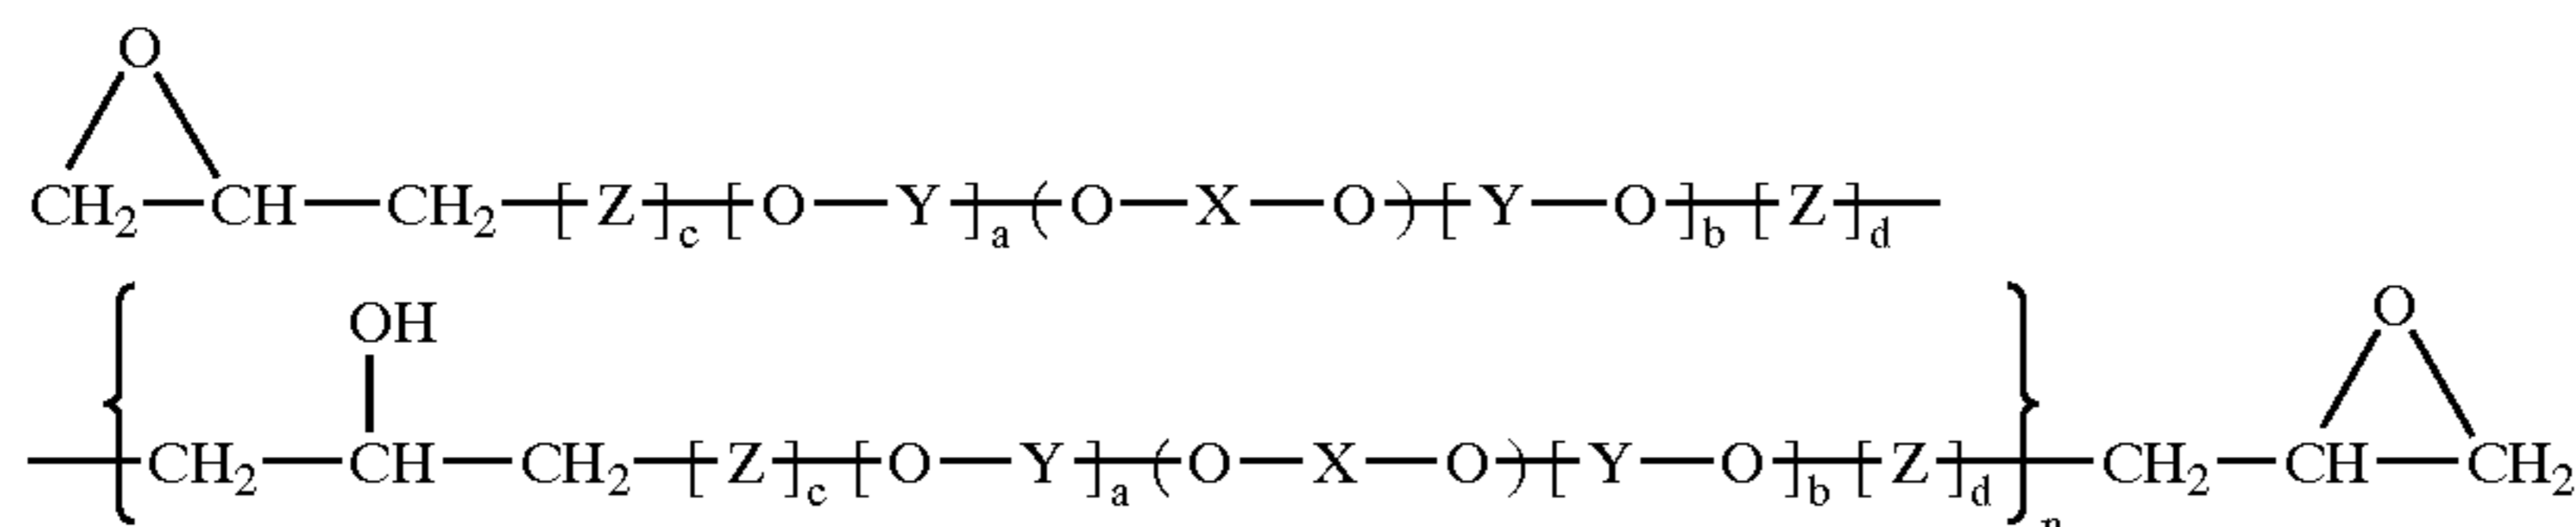 O
CH2—CH—CH2—[Z]c—[O—Y]a—(O—X—O)—[Y—O]b—[Z]d—
OH
O
—{CH2—CH—CH2—[Z]c—[O—Y]a—(O—X—O)—[Y—O]b—[Z]d}n—CH2—CH—CH2